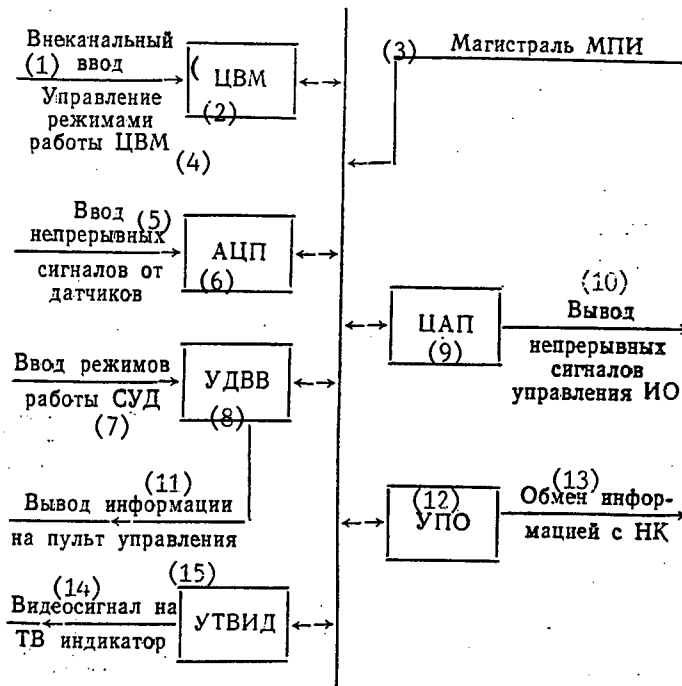 Внеканальный
(1) ввод
ЦВМ
(2)
Управление
режимами
работы ЦВМ
(4)
(3) Магистраль МПИ
Ввод (5)
непрерывных
сигналов от
датчиков
АЦП
(6)
(10)
ЦАП
(9)
Вывод
непрерывных
сигналов
управления ИО
Ввод режимов
работы СУД
(7)
УДВВ
(8)
(11)
Вывод информации
на пульт управления
(12)
УПО
(13)
Обмен инфор-
мацией с НК
(14)
Видеосигнал на
ТВ индикатор
(15)
УТВИД